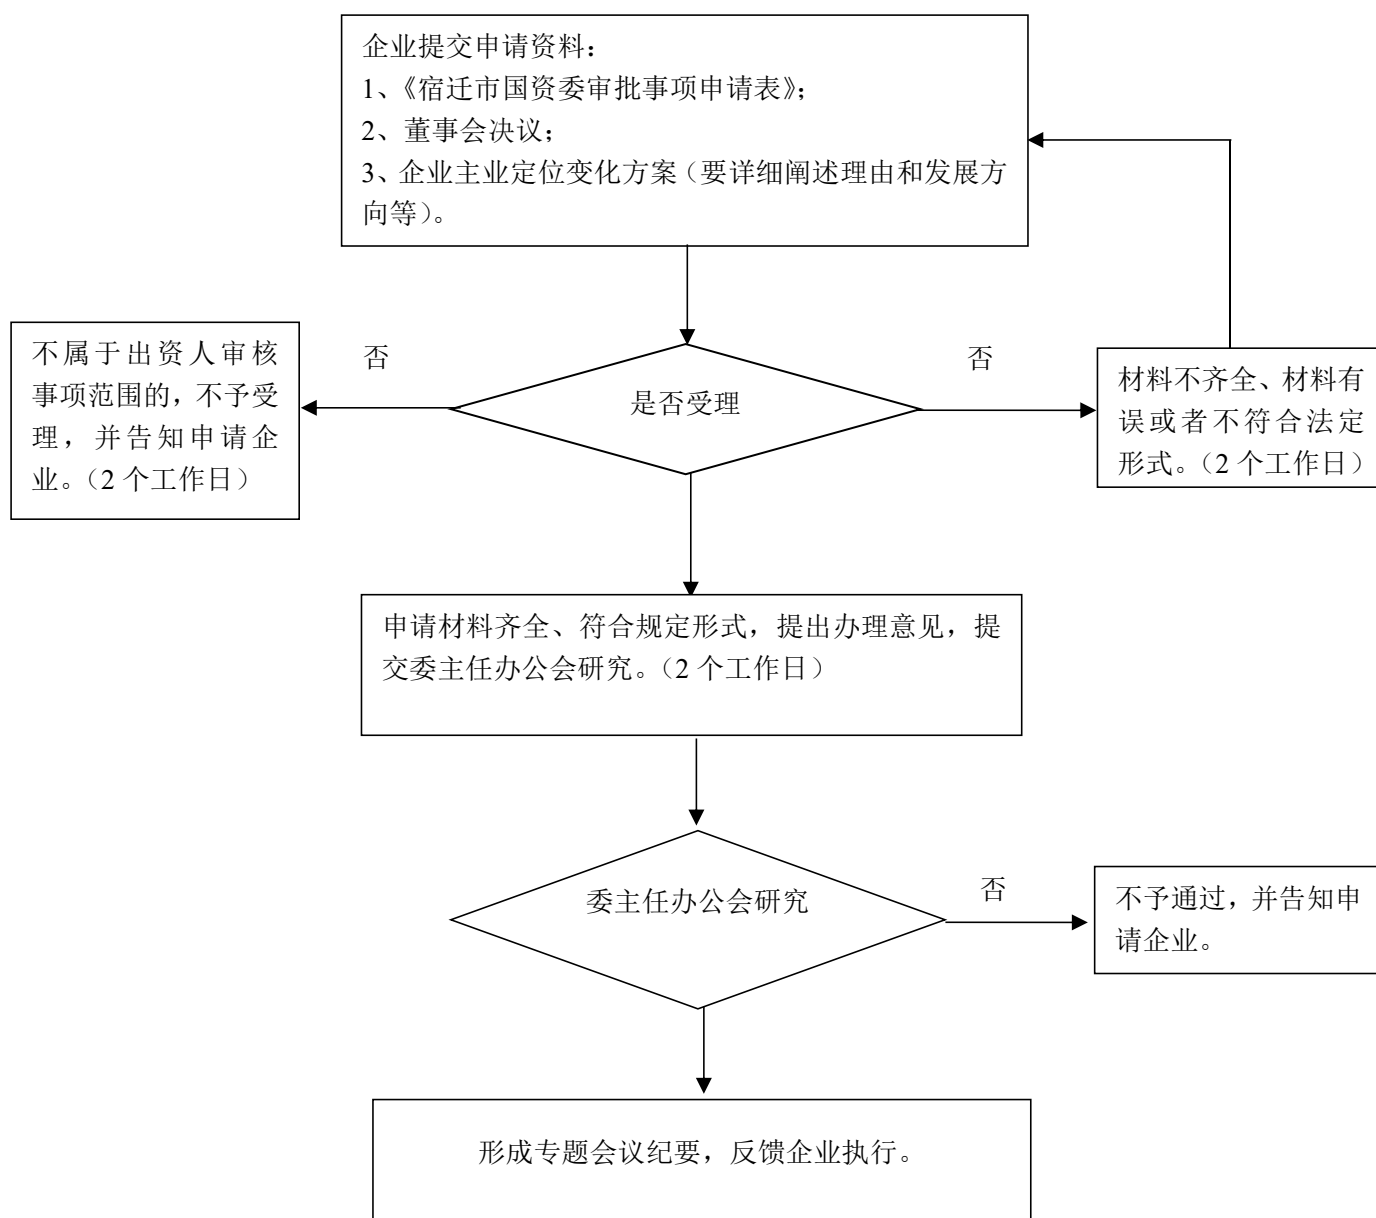 企业提交申请资料：
1、《宿迁市国资委审批事项申请表》；
2、董事会决议；
3、企业主业定位变化方案（要详细阐述理由和发展方
向等）。
不属于出资人审核
事项范围的，不予受
理，并告知申请企
业。（2 个工作日）
否
是否受理
否
材料不齐全、材料有
误或者不符合法定
形式。（2 个工作日）
申请材料齐全、符合规定形式，提出办理意见，提
交委主任办公会研究。（2 个工作日）
委主任办公会研究
否
不予通过，并告知申
请企业。
形成专题会议纪要，反馈企业执行。